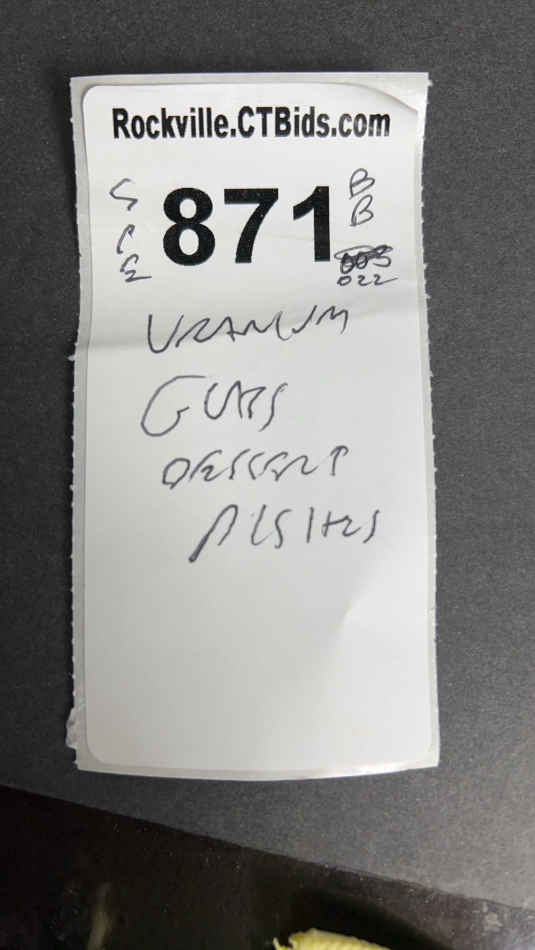 Rockville.CTBids.com
871
B
B
022
URANIUM
GLASS
DESSERT
DISHES